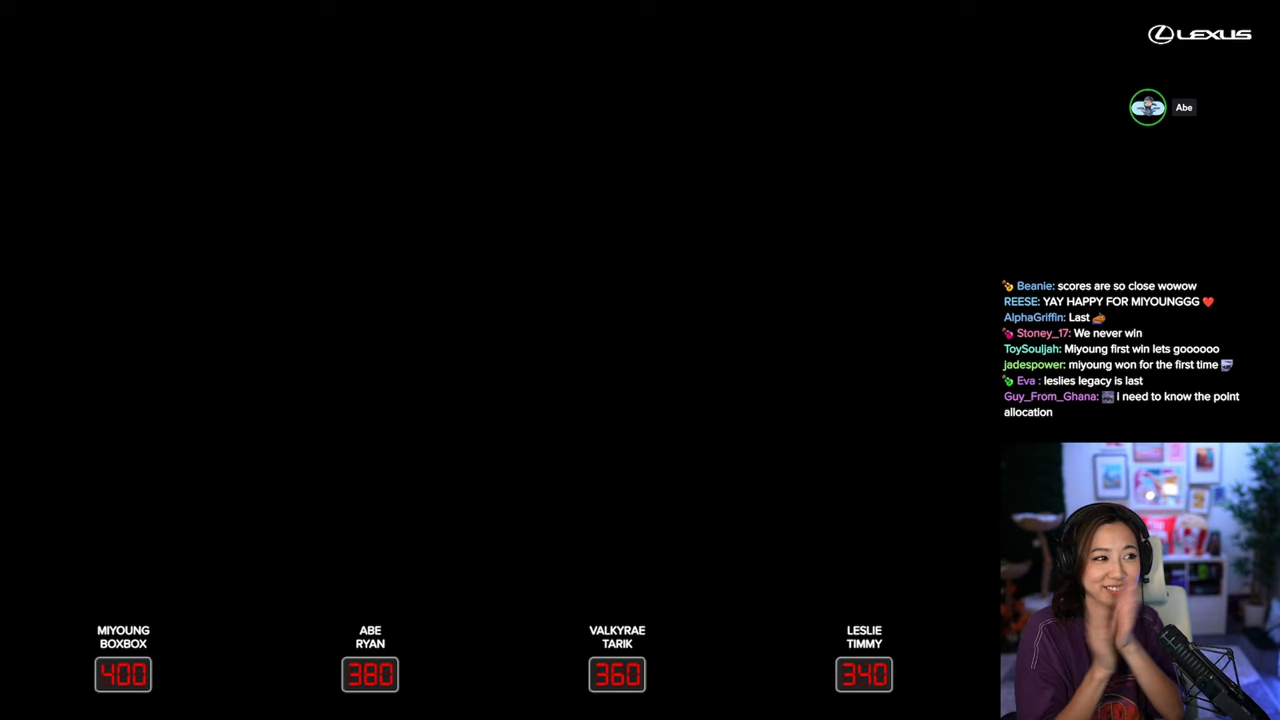 LEXUS
Abe
Beanie: scores are so close wowow
REESE: YAY HAPPY FOR MIYOUNGGG ❤️
AlphaGriffin: Last
Stoney_17: We never win
ToySouljah: Miyoung first win lets goooooo
jadespower: miyoung won for the first time
Eva : leslies legacy is last
Guy_From_Ghana: i need to know the point
allocation
MIYOUNG
BOXBOX
400
ABE
RYAN
380
VALKYRAE
TARIK
360
LESLIE
TIMMY
340